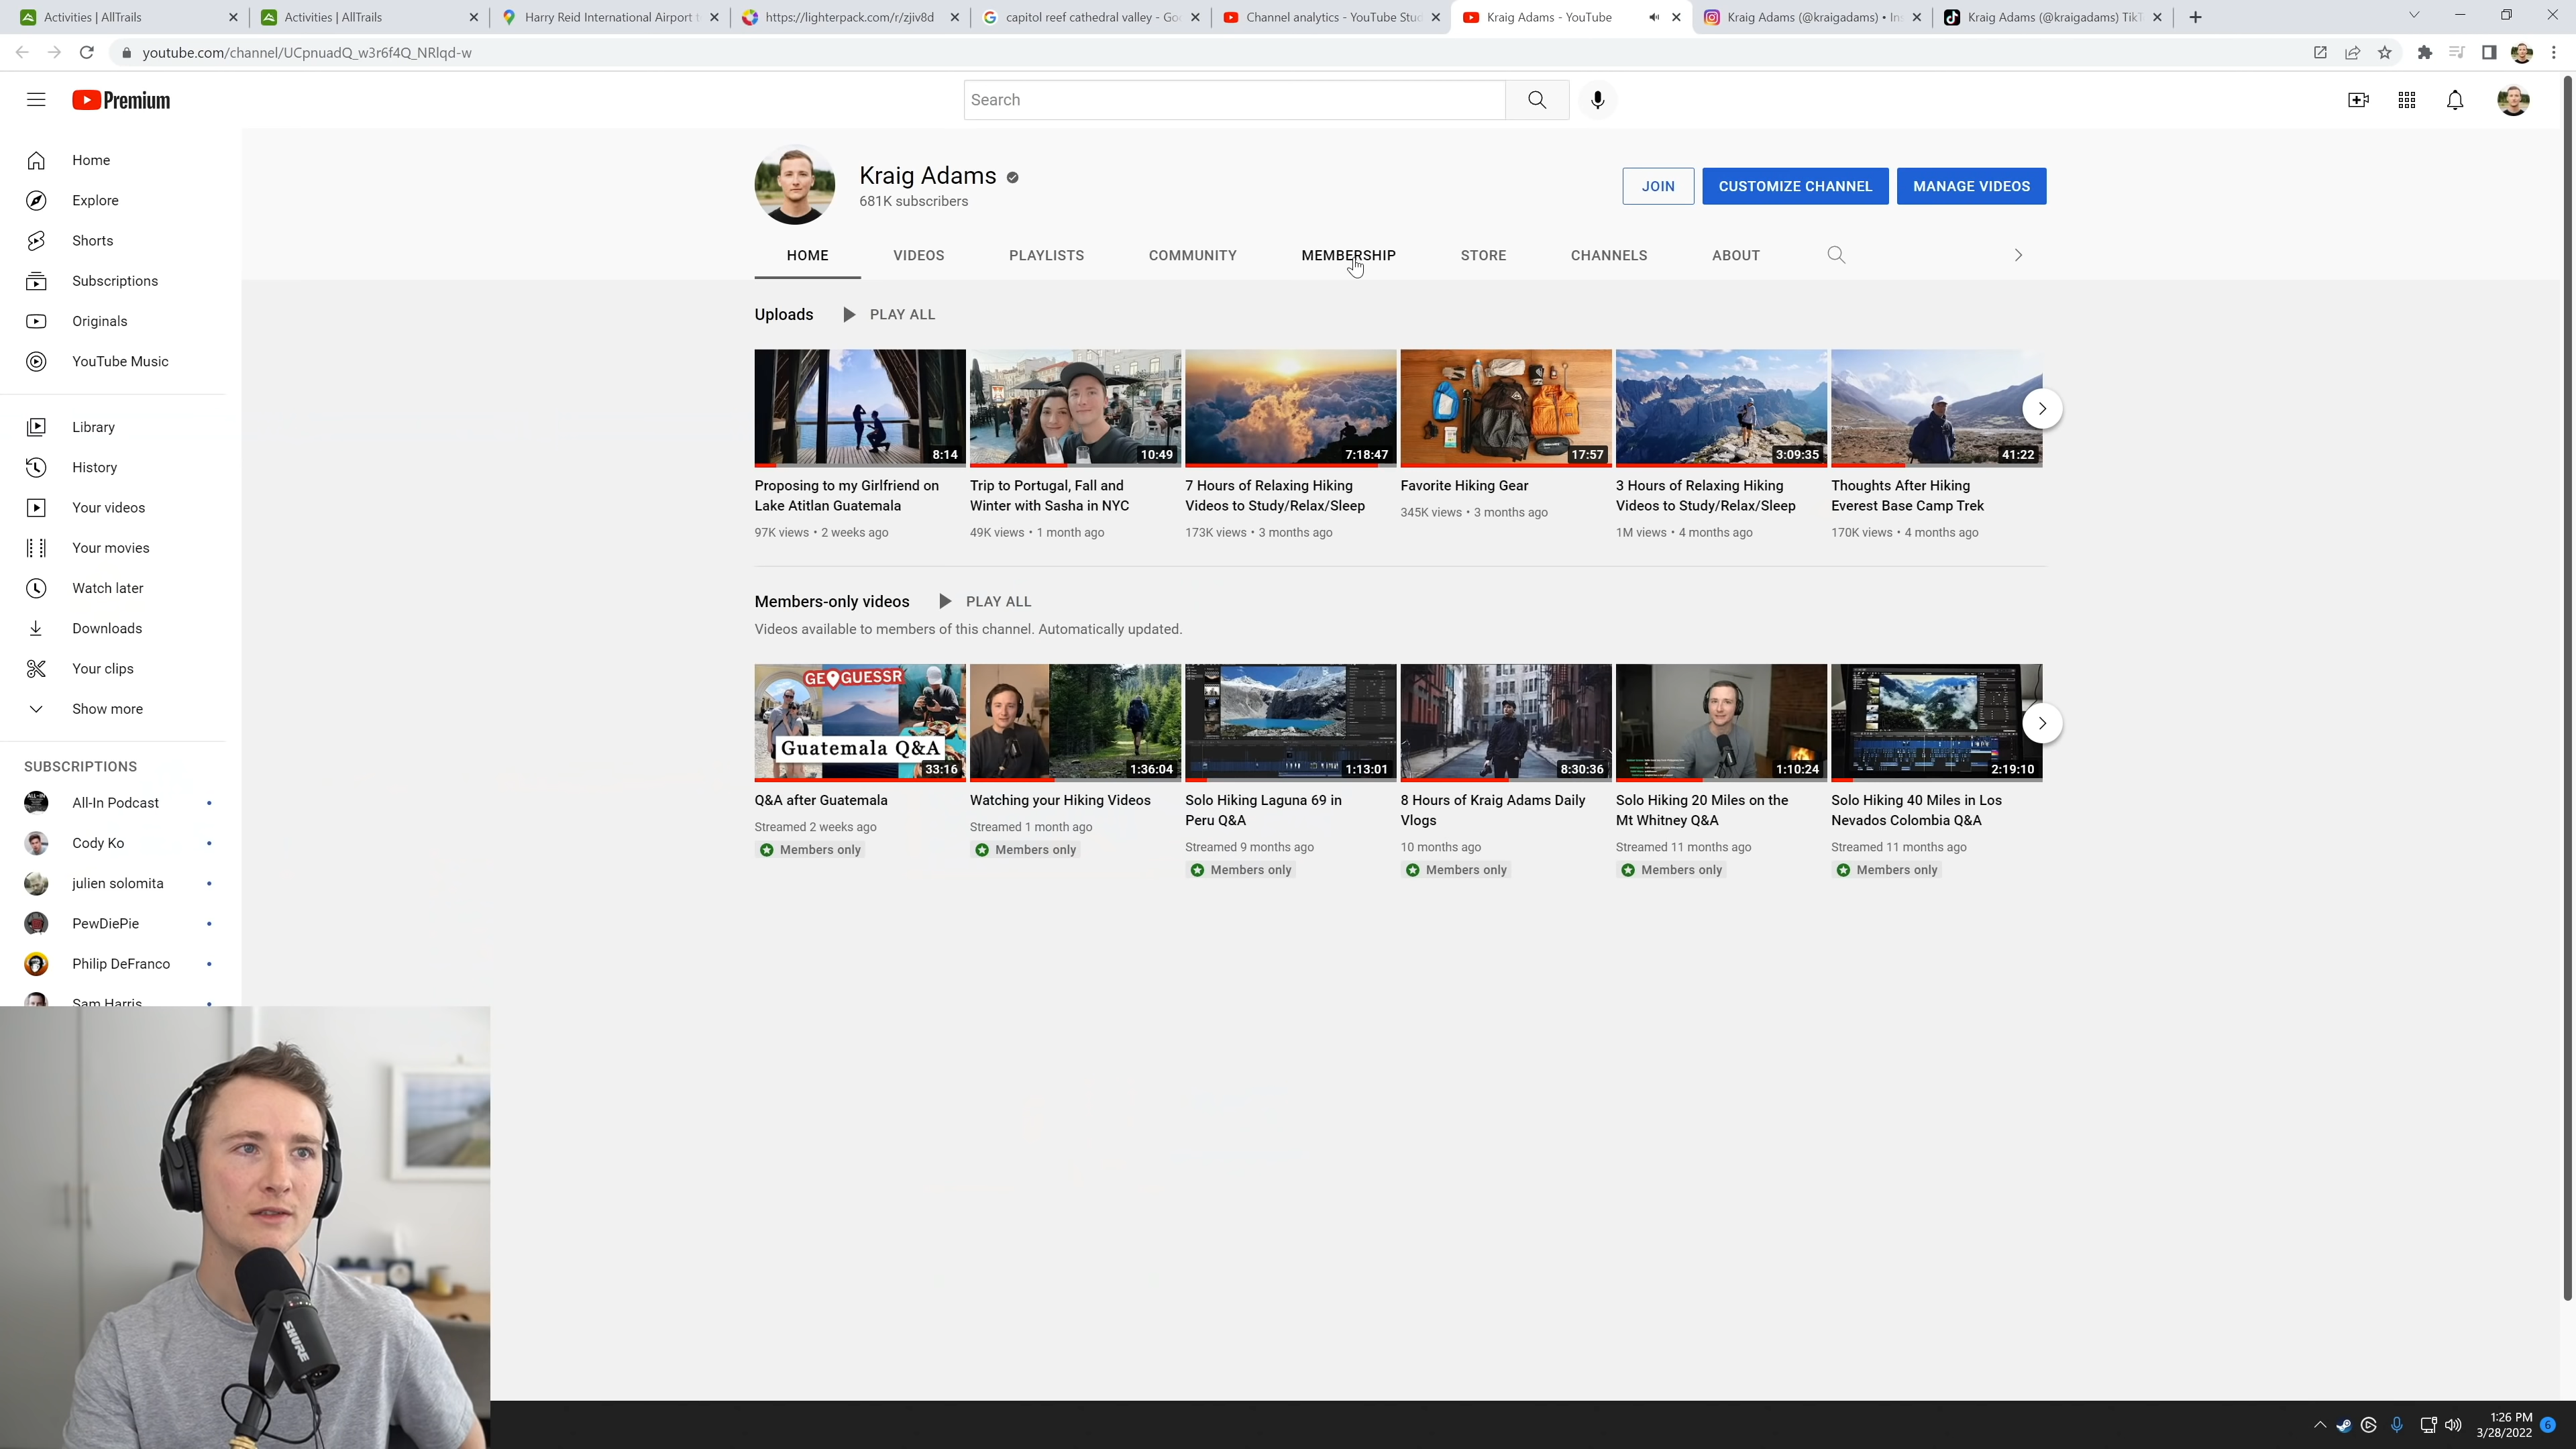 Activities | AllTrails
Activities | AllTrails
Harry Reid International Airport t
https://lighterpack.com/r/zjiv8d
capitol reef cathedral valley - Goo
Channel analytics - YouTube Stud
Kraig Adams - YouTube
Kraig Adams (@kraigadams) • Ins
Kraig Adams (@kraigadams) TikT
youtube.com/channel/UCpnuadQ_w3r6f4Q_NRlqd-w
Premium
Search
Home
Explore
Shorts
Subscriptions
Originals
YouTube Music
Library
History
Your videos
Your movies
Watch later
Downloads
Your clips
Show more
SUBSCRIPTIONS
All-In Podcast
Cody Ko
julien solomita
PewDiePie
Philip DeFranco
Sam Harris
Kraig Adams
681K subscribers
JOIN
CUSTOMIZE CHANNEL
MANAGE VIDEOS
HOME VIDEOS PLAYLISTS COMMUNITY MEMBERSHIP STORE CHANNELS ABOUT
Uploads PLAY ALL
8:14
Proposing to my Girlfriend on
Lake Atitlan Guatemala
97K views • 2 weeks ago
10:49
Trip to Portugal, Fall and
Winter with Sasha in NYC
49K views • 1 month ago
7:18:47
7 Hours of Relaxing Hiking
Videos to Study/Relax/Sleep
173K views • 3 months ago
17:57
Favorite Hiking Gear
345K views • 3 months ago
3:09:35
3 Hours of Relaxing Hiking
Videos to Study/Relax/Sleep
1M views • 4 months ago
41:22
Thoughts After Hiking
Everest Base Camp Trek
170K views • 4 months ago
Members-only videos PLAY ALL
Videos available to members of this channel. Automatically updated.
GEOGUESSR
Guatemala Q&A
33:16
Q&A after Guatemala
Streamed 2 weeks ago
Members only
1:36:04
Watching your Hiking Videos
Streamed 1 month ago
Members only
1:13:01
Solo Hiking Laguna 69 in
Peru Q&A
Streamed 9 months ago
Members only
8:30:36
8 Hours of Kraig Adams Daily
Vlogs
10 months ago
Members only
1:10:24
Solo Hiking 20 Miles on the
Mt Whitney Q&A
Streamed 11 months ago
Members only
2:19:10
Solo Hiking 40 Miles in Los
Nevados Colombia Q&A
Streamed 11 months ago
Members only
SHURE
1:26 PM
3/28/2022
6